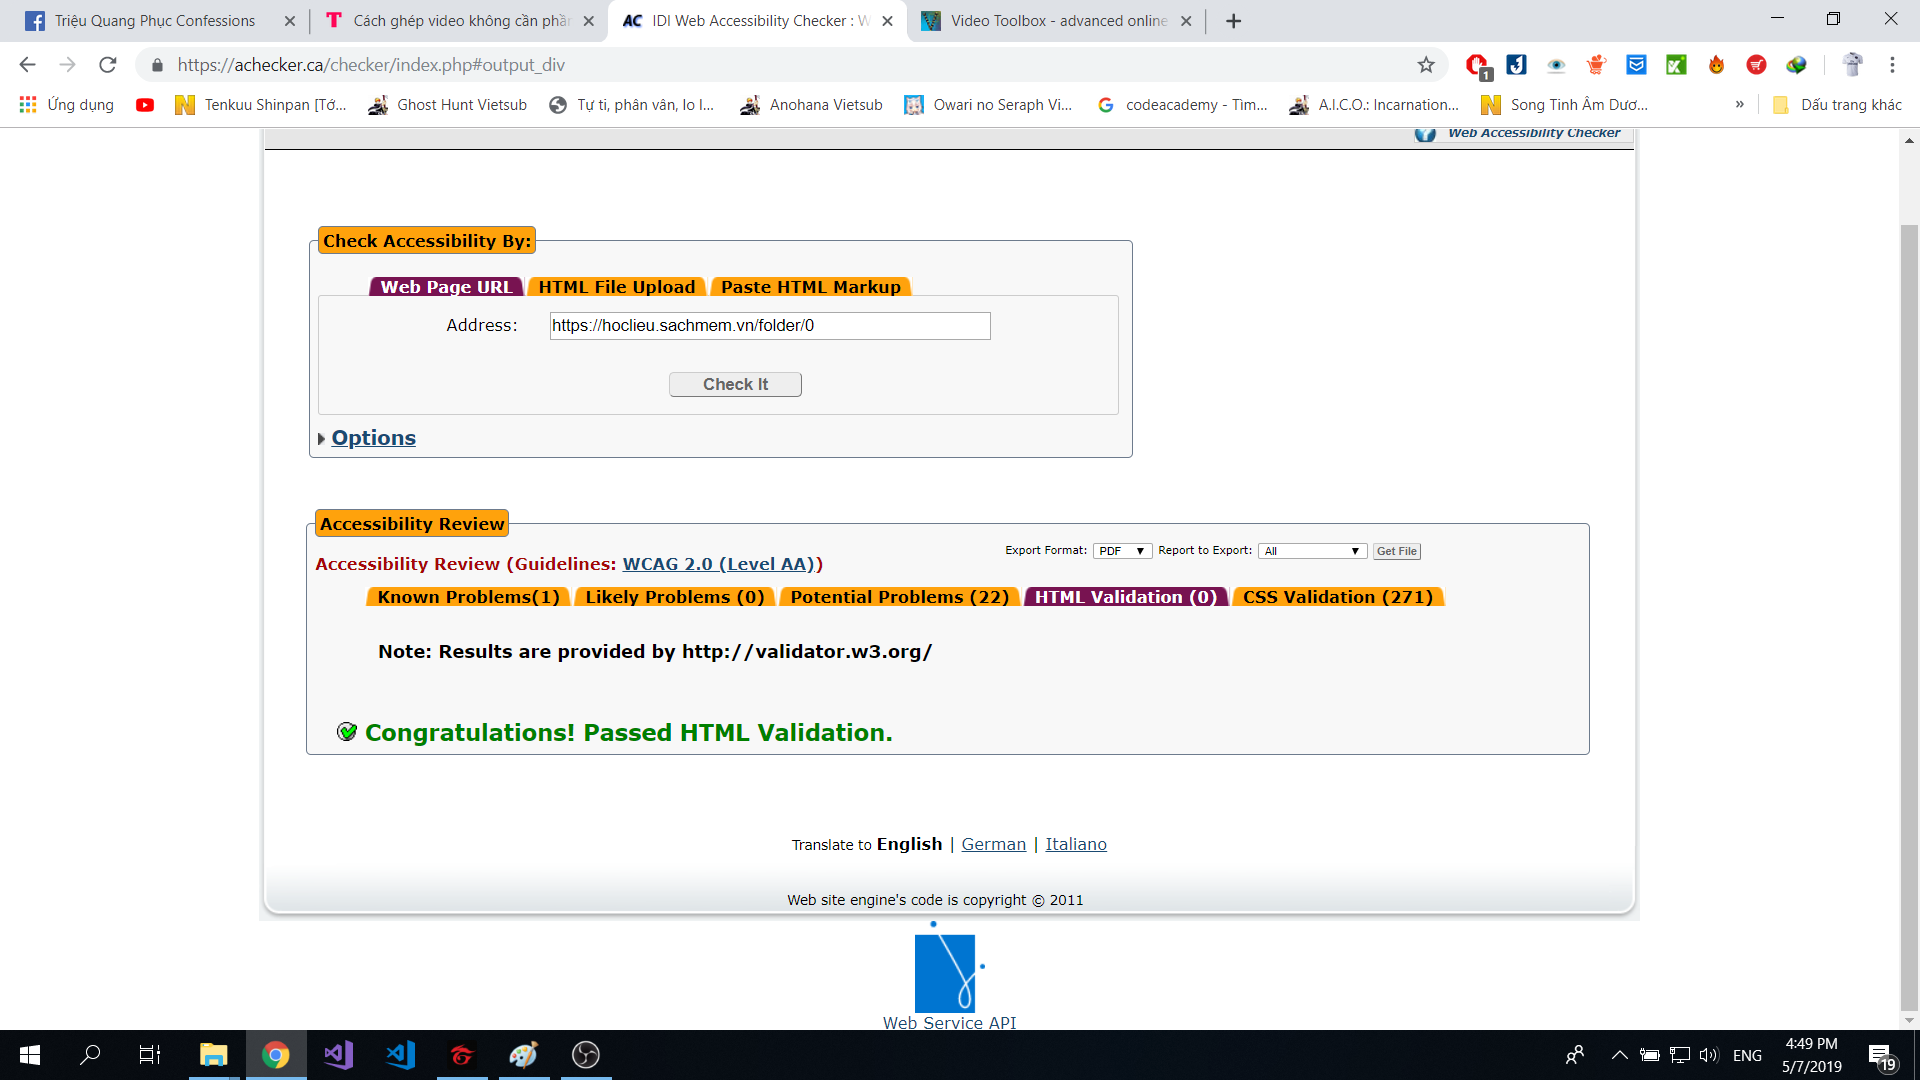 Triệu Quang Phục Confessions
Cách ghép video không cần phần
AC IDI Web Accessibility Checker : W
Video Toolbox - advanced online
https://achecker.ca/checker/index.php#output_div
1
Ứng dụng
Tenkuu Shinpan [Tớ...
Ghost Hunt Vietsub
Tự ti, phân vân, lo l...
Anohana Vietsub
Owari no Seraph Vi...
codeacademy - Tìm...
A.I.C.O.: Incarnation...
Song Tinh Âm Dươ...
»
Dấu trang khác
Web Accessibility Checker
Check Accessibility By:
Web Page URL
HTML File Upload
Paste HTML Markup
Address:
https://hoclieu.sachmem.vn/folder/0
Check It
Options
Accessibility Review
Export Format: PDF Report to Export: All Get File
Accessibility Review (Guidelines: WCAG 2.0 (Level AA))
Known Problems(1)
Likely Problems (0)
Potential Problems (22)
HTML Validation (0)
CSS Validation (271)
Note: Results are provided by http://validator.w3.org/
Congratulations! Passed HTML Validation.
Translate to English | German | Italiano
Web site engine's code is copyright © 2011
Web Service API
ENG
4:49 PM
5/7/2019
19